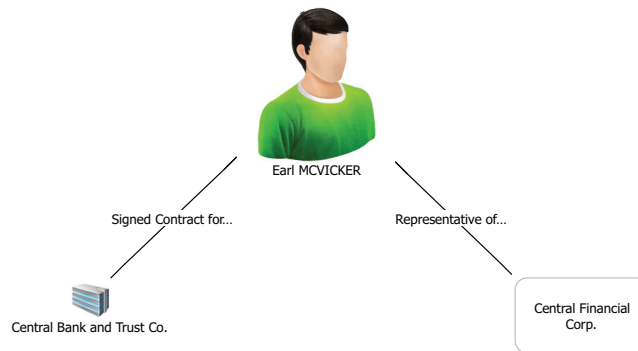 Earl MCVICKER
Signed Contract for...
Representative of...
Central Bank and Trust Co.
Central Financial
Corp.